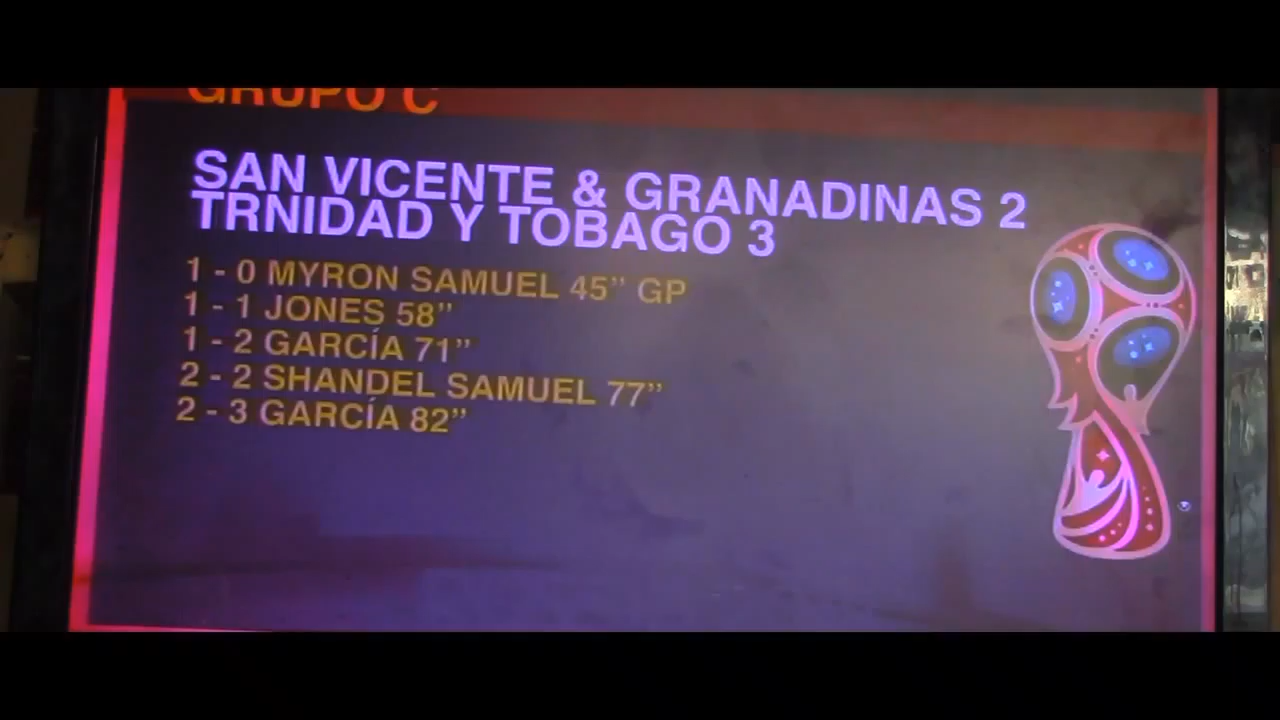 GRUPO C
SAN VICENTE & GRANADINAS 2
TRNIDAD Y TOBAGO 3
1 - 0 MYRON SAMUEL 45” GP
1 - 1 JONES 58”
1 - 2 GARCÍA 71”
2 - 2 SHANDEL SAMUEL 77”
2 - 3 GARCÍA 82”